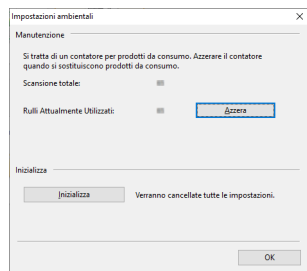 Impostazioni ambientali
Manutenzione
Si tratta di un contatore per prodotti di consumo. Azzerare il contatore
quando si sostituiscono prodotti da consumo.
Scansione totale:
Rulli Attualmente Utilizzati:
Azzera
Inizializza
Inizializza
Verranno cancellate tutte le impostazioni.
OK